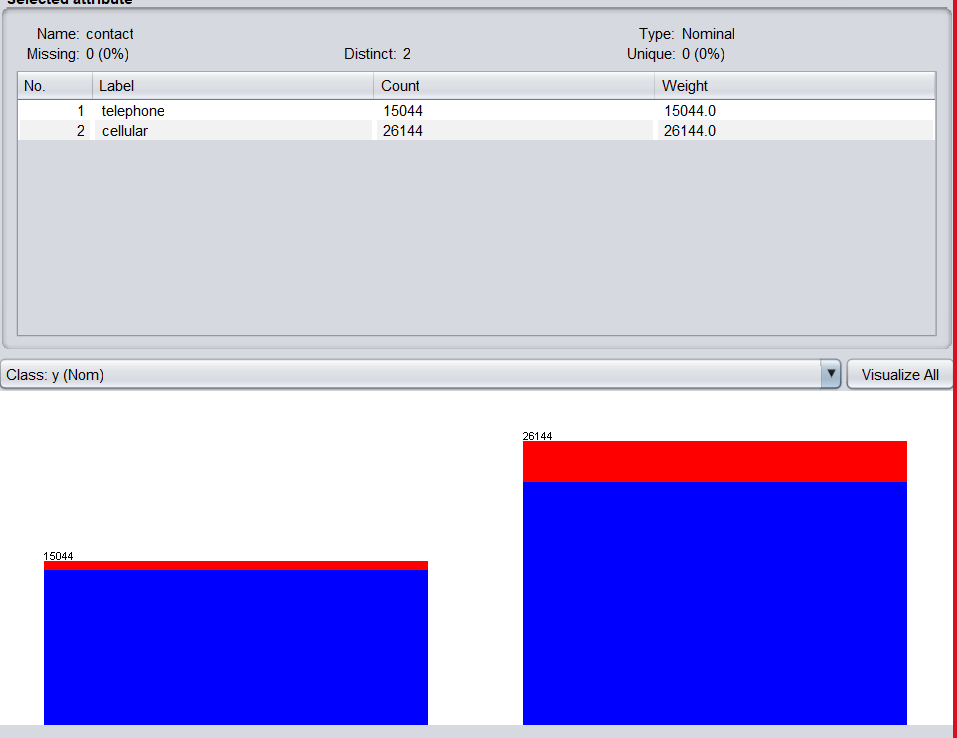 Selected attribute
Name: contact Type: Nominal
Missing: 0 (0%) Distinct: 2 Unique: 0 (0%)
No. Label Count Weight
1 telephone 15044 15044.0
2 cellular 26144 26144.0
Class: y (Nom) Visualize All
26144
15044